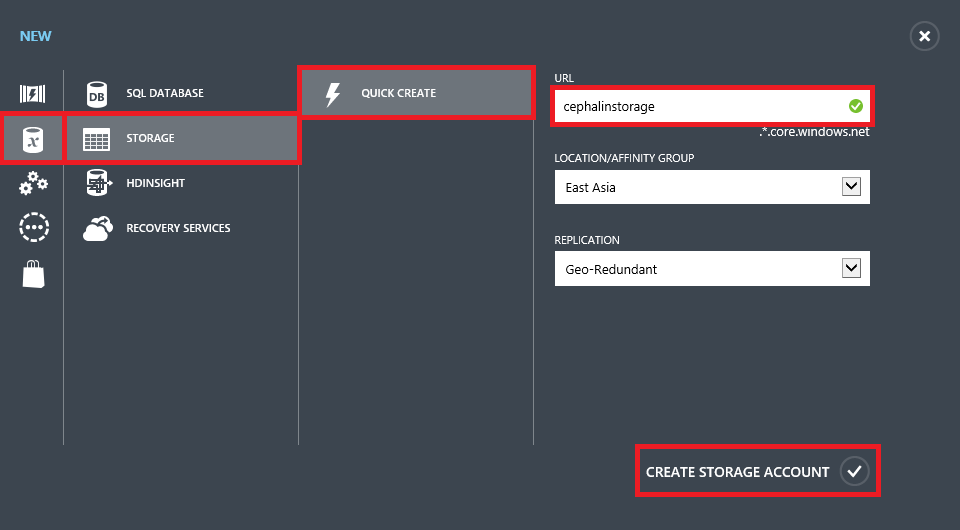 NEW
SQL DATABASE
STORAGE
HDINSIGHT
RECOVERY SERVICES
QUICK CREATE
URL
cephalinstorage
.*.core.windows.net
LOCATION/AFFINITY GROUP
East Asia
REPLICATION
Geo-Redundant
CREATE STORAGE ACCOUNT
DB
x